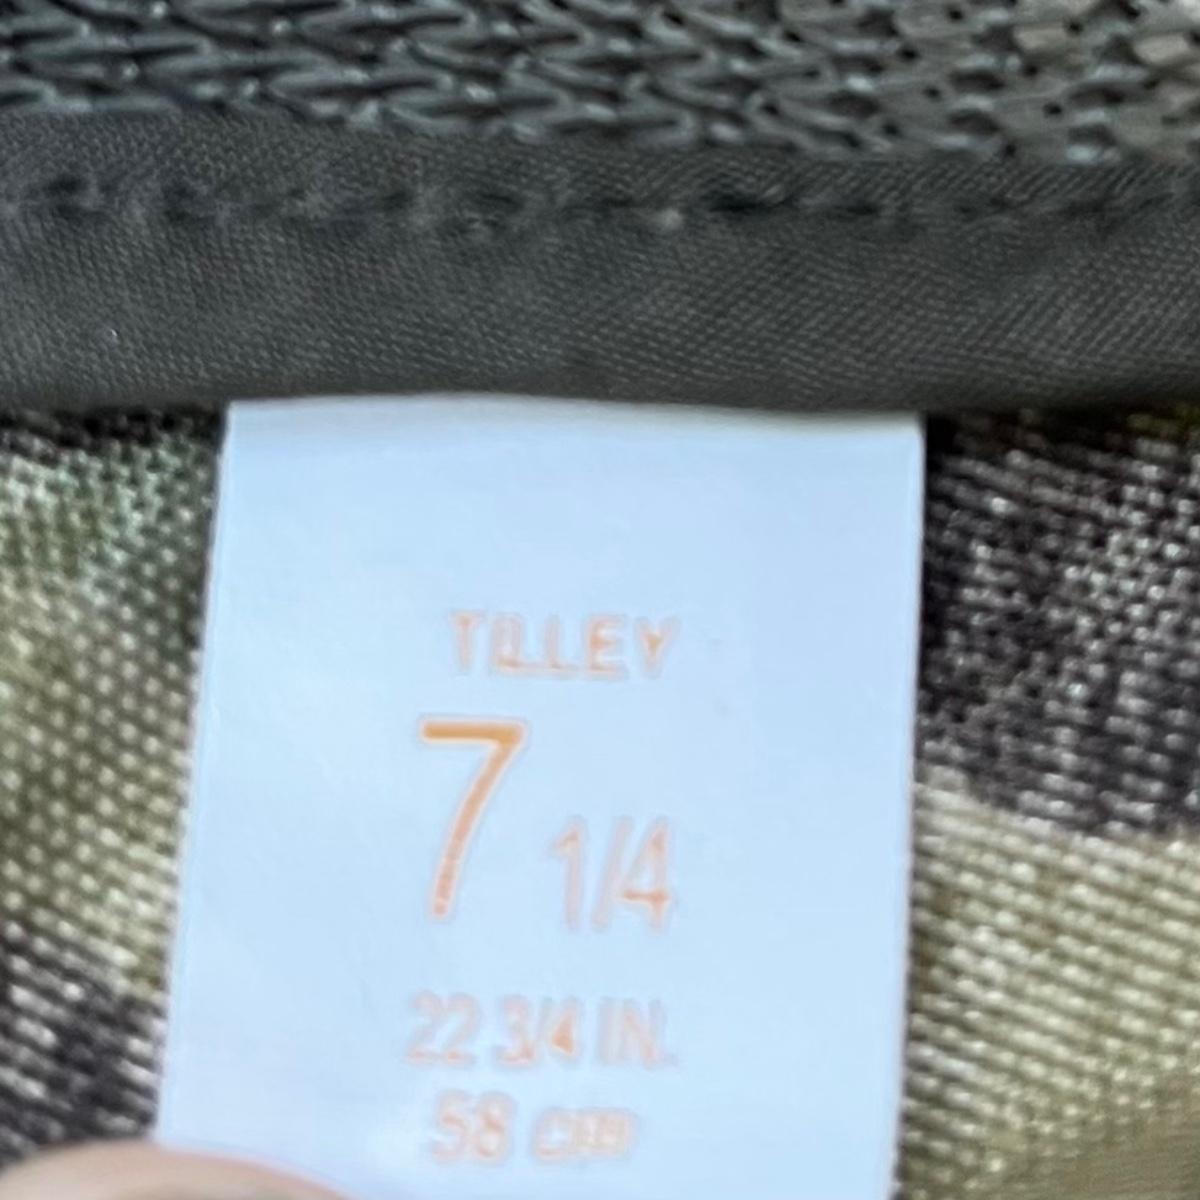 TILLEY
7 1/4
22 3/4 IN.
58 cm